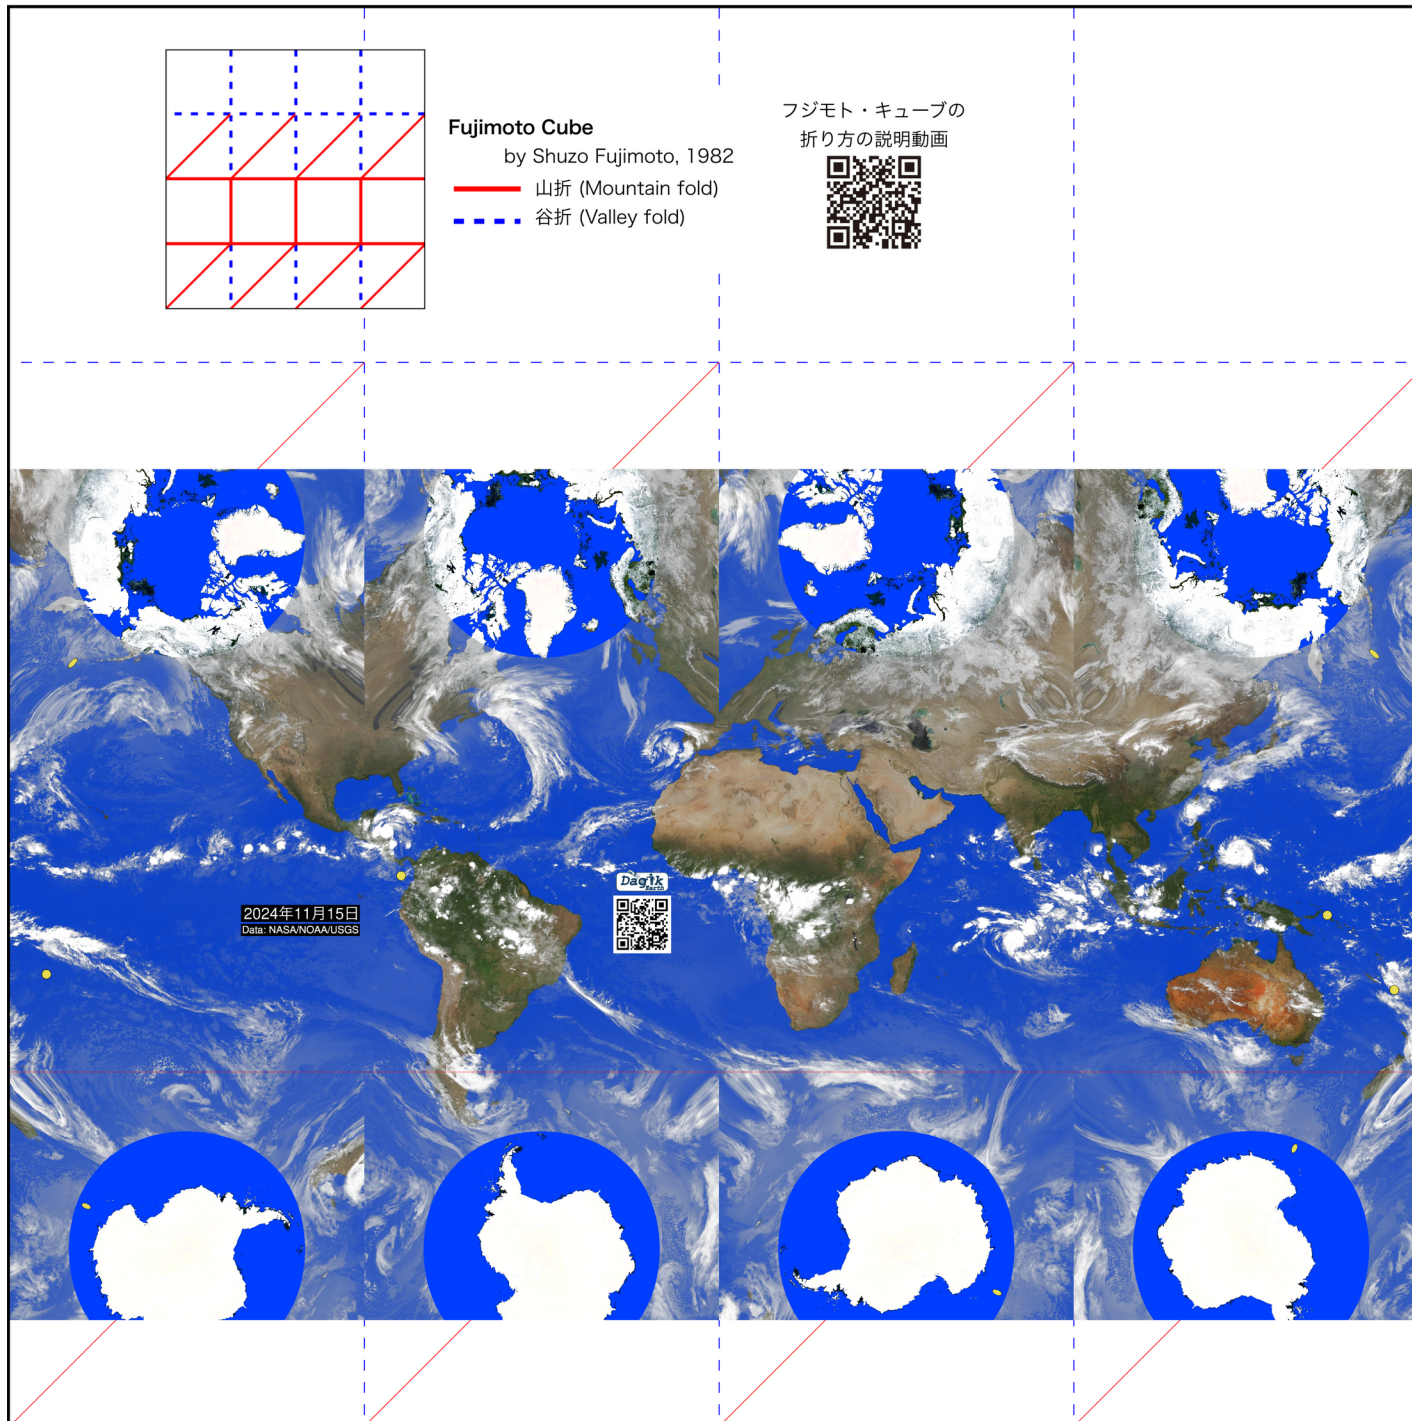 Fujimoto Cube
by Shuzo Fujimoto, 1982
山折 (Mountain fold)
谷折 (Valley fold)
フジモト・キューブの
折り方の説明動画
Dagik
Earth
2024年11月15日
Data: NASA/NOAA/USGS